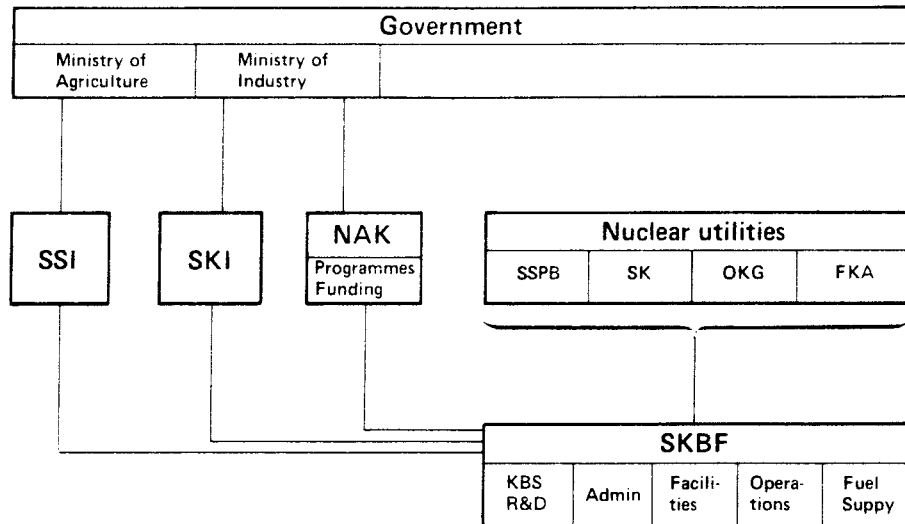 Government
Ministry of Agriculture
Ministry of Industry
SSI
SKI
NAK
Programmes
Funding
Nuclear utilities
SSPB
SK
OKG
FKA
SKBF
KBS
R&D
Admin
Facili-
ties
Opera-
tions
Fuel
Suppy